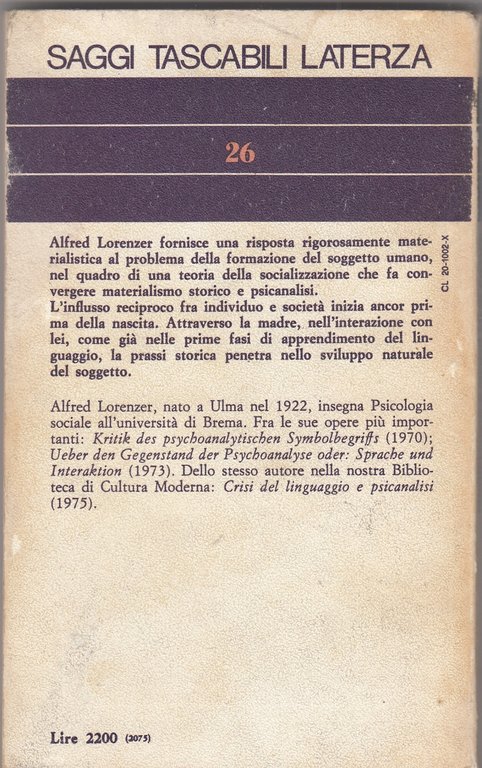 SAGGI TASCABILI LATERZA
26
Alfred Lorenzer fornisce una risposta rigorosamente mate-
rialistica al problema della formazione del soggetto umano,
nel quadro di una teoria della socializzazione che fa con-
vergere materialismo storico e psicanalisi.
L'influsso reciproco fra individuo e società inizia ancor pri-
ma della nascita. Attraverso la madre, nell'interazione con
lei, come già nelle prime fasi di apprendimento del lin-
guaggio, la prassi storica penetra nello sviluppo naturale
del soggetto.
CL 20-1002-X
Alfred Lorenzer, nato a Ulma nel 1922, insegna Psicologia
sociale all'università di Brema. Fra le sue opere più impor-
tanti: Kritik des psychoanalytischen Symbolbegriffs (1970);
Ueber den Gegenstand der Psychoanalyse oder: Sprache und
Interaktion (1973). Dello stesso autore nella nostra Biblio-
teca di Cultura Moderna: Crisi del linguaggio e psicanalisi
(1975).
Lire 2200 (2075)